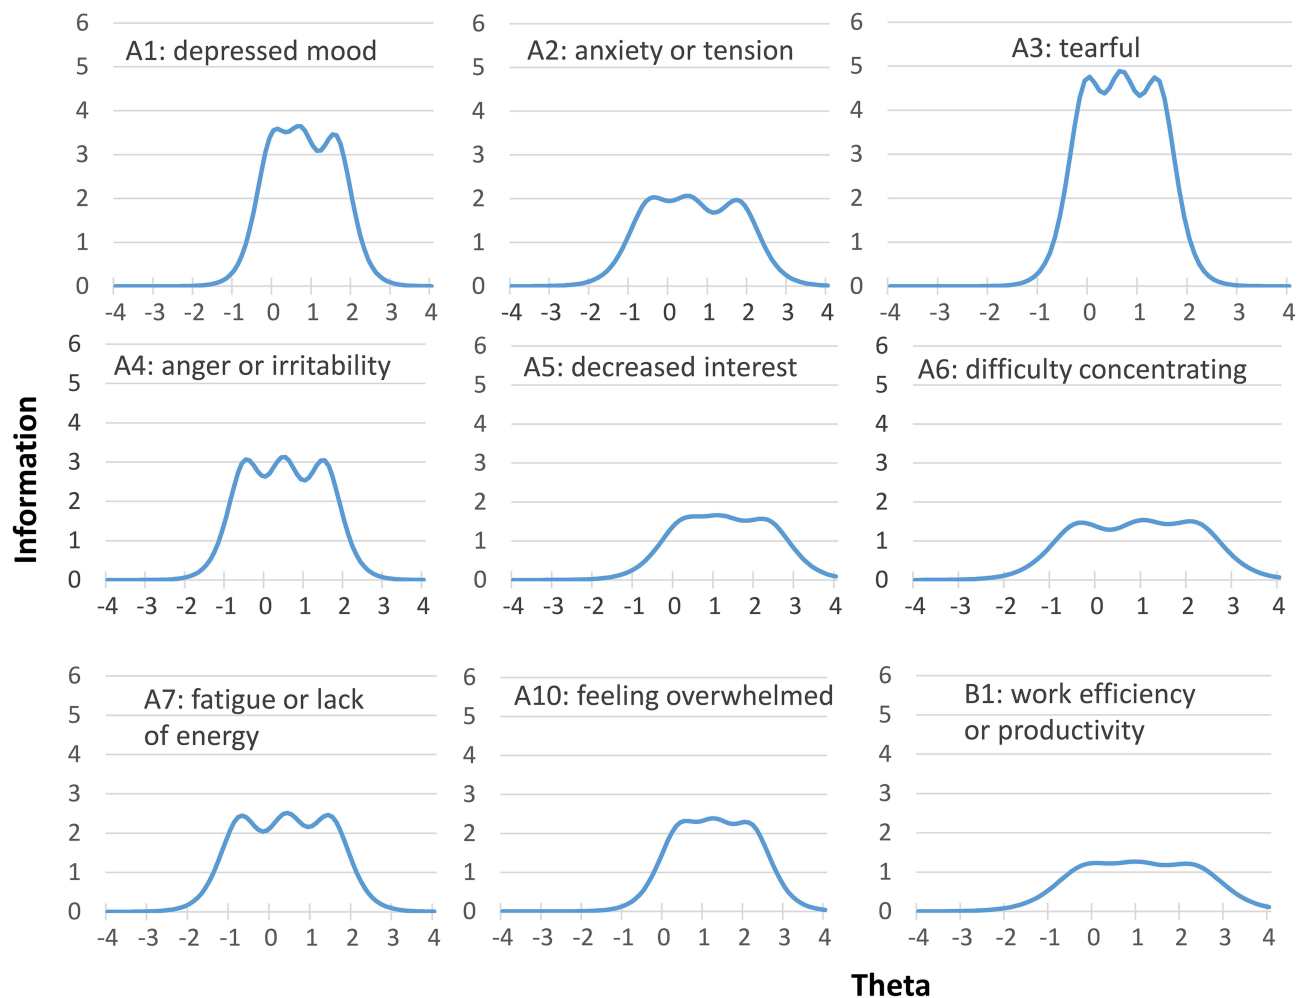 6
5
4
3
2
1
0
A1: depressed mood
-4 -3 -2 -1 0 1 2 3 4
6
5
4
3
2
1
0
A2: anxiety or tension
-4 -3 -2 -1 0 1 2 3 4
6
5
4
3
2
1
0
A3: tearful
-4 -3 -2 -1 0 1 2 3 4
Information
6
5
4
3
2
1
0
A4: anger or irritability
-4 -3 -2 -1 0 1 2 3 4
6
5
4
3
2
1
0
A5: decreased interest
-4 -3 -2 -1 0 1 2 3 4
6
5
4
3
2
1
0
A6: difficulty concentrating
-4 -3 -2 -1 0 1 2 3 4
6
5
4
3
2
1
0
A7: fatigue or lack
of energy
-4 -3 -2 -1 0 1 2 3 4
6
5
4
3
2
1
0
A10: feeling overwhelmed
-4 -3 -2 -1 0 1 2 3 4
6
5
4
3
2
1
0
B1: work efficiency
or productivity
-4 -3 -2 -1 0 1 2 3 4
Theta